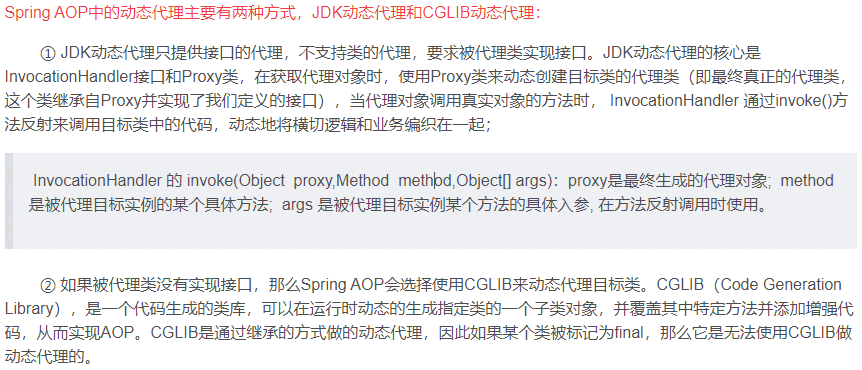 Spring AOP中的动态代理主要有两种方式，JDK动态代理和CGLIB动态代理：
① JDK动态代理只提供接口的代理，不支持类的代理，要求被代理类实现接口。JDK动态代理的核心是
InvocationHandler接口和Proxy类，在获取代理对象时，使用Proxy类来动态创建目标类的代理类（即最终真正的代理类，
这个类继承自Proxy并实现了我们定义的接口），当代理对象调用真实对象的方法时， InvocationHandler 通过invoke()方
法反射来调用目标类中的代码，动态地将横切逻辑和业务编织在一起；
InvocationHandler 的 invoke(Object  proxy,Method  method,Object[] args)：proxy是最终生成的代理对象;  method
是被代理目标实例的某个具体方法;  args 是被代理目标实例某个方法的具体入参, 在方法反射调用时使用。
② 如果被代理类没有实现接口，那么Spring AOP会选择使用CGLIB来动态代理目标类。CGLIB（Code Generation
Library），是一个代码生成的类库，可以在运行时动态的生成指定类的一个子类对象，并覆盖其中特定方法并添加增强代
码，从而实现AOP。CGLIB是通过继承的方式做的动态代理，因此如果某个类被标记为final，那么它是无法使用CGLIB做
动态代理的。